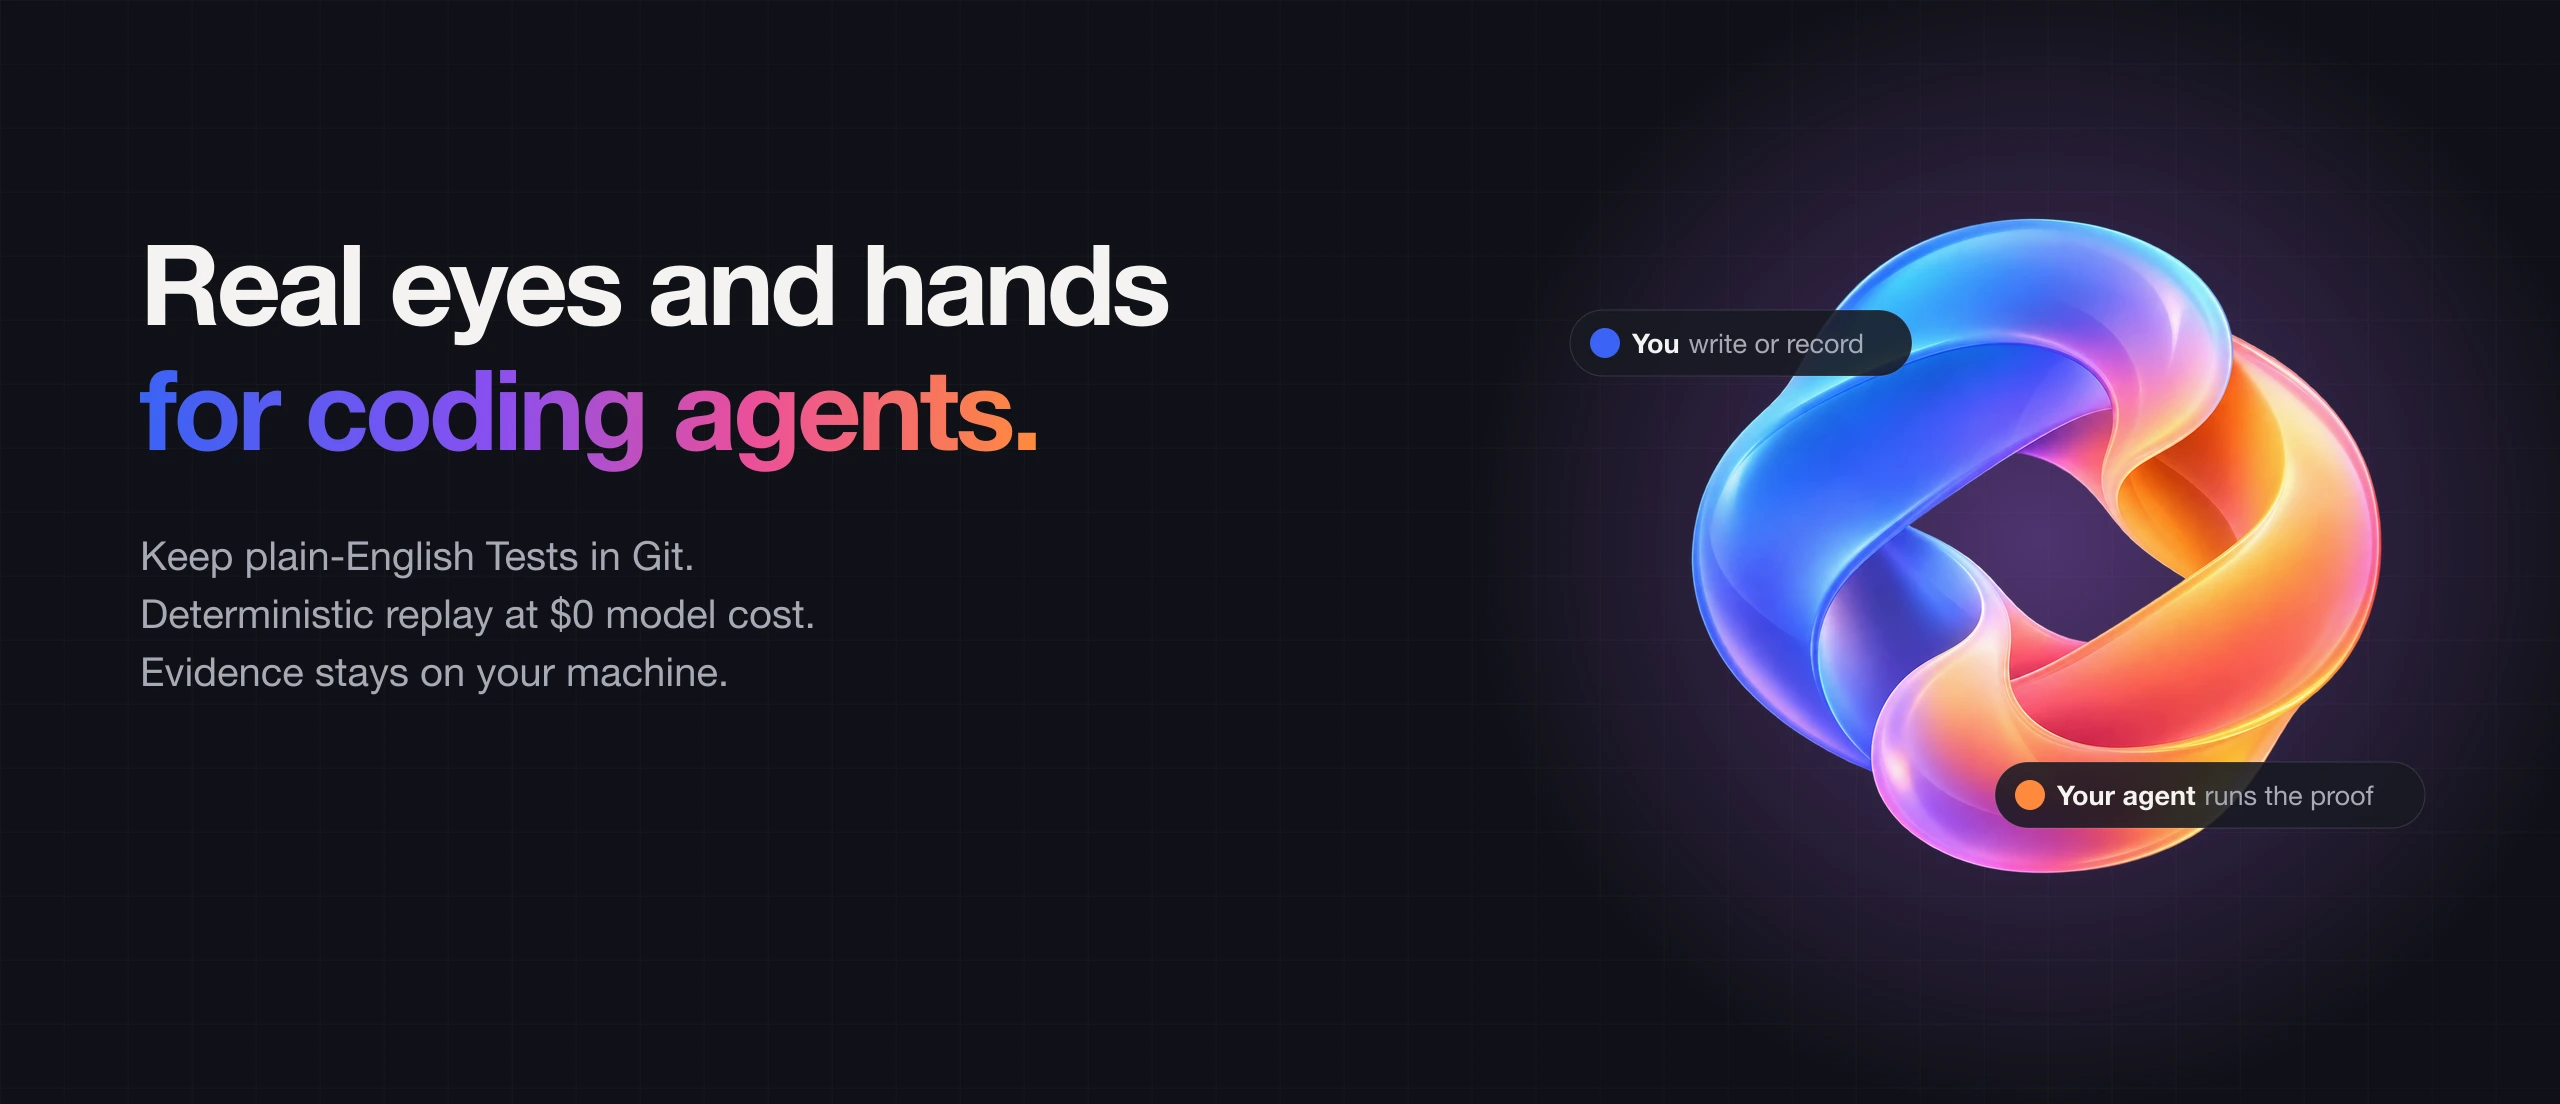 Real eyes and hands
for coding agents.
Keep plain-English Tests in Git.
Deterministic replay at $0 model cost.
Evidence stays on your machine.
You write or record
Your agent runs the proof